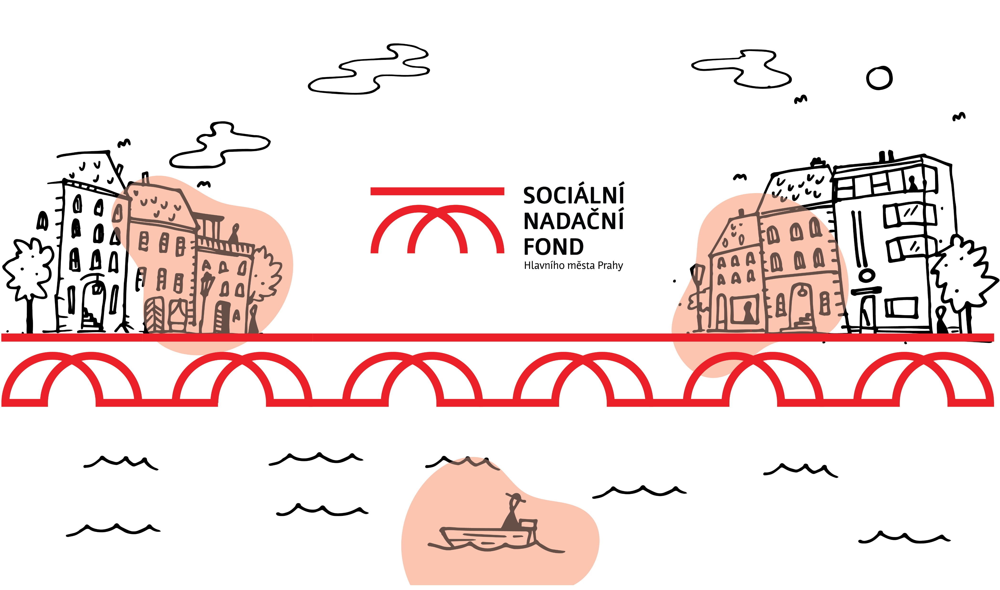 SOCIÁLNÍ
NADAČNÍ
FOND
Hlavního města Prahy